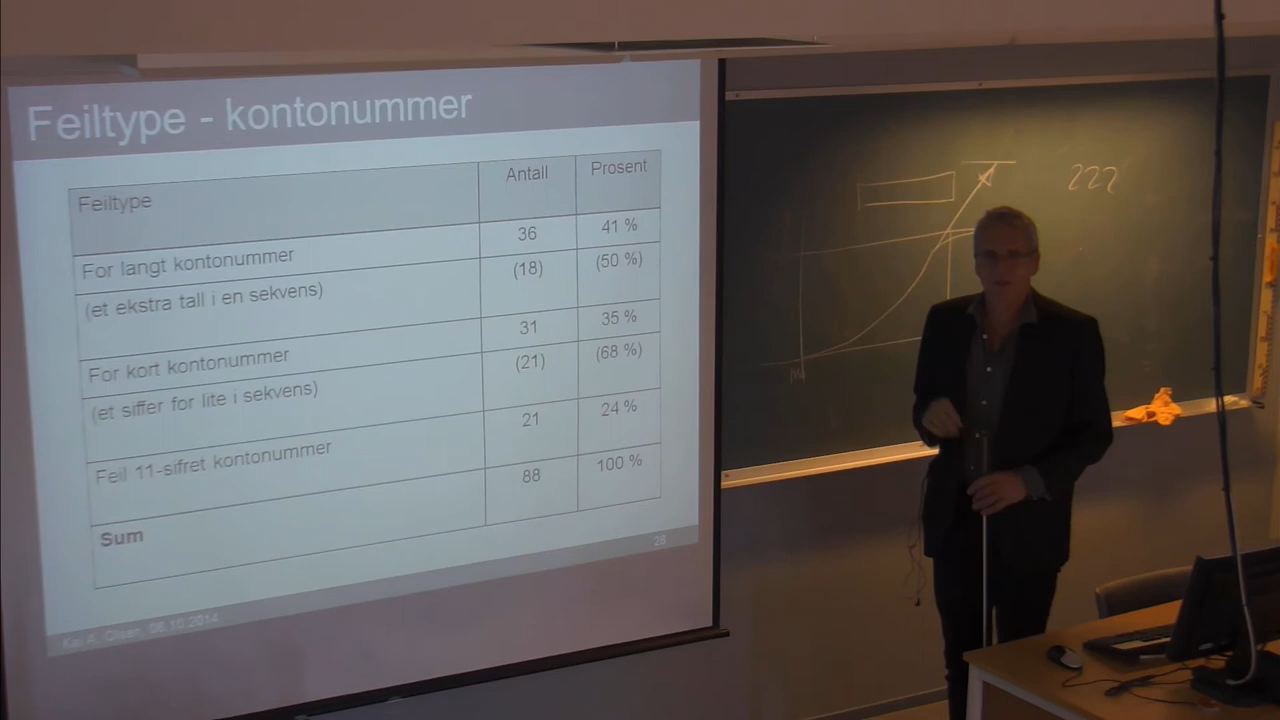 Feiltype - kontonummer
Feiltype Antall Prosent
For langt kontonummer 36 41 %
(et ekstra tall i en sekvens) (18) (50 %)
For kort kontonummer 31 35 %
(et siffer for lite i sekvens) (21) (68 %)
Feil 11-sifret kontonummer 21 24 %
Sum 88 100 %
28
Kai A. Olsen, 08.10.2014
222